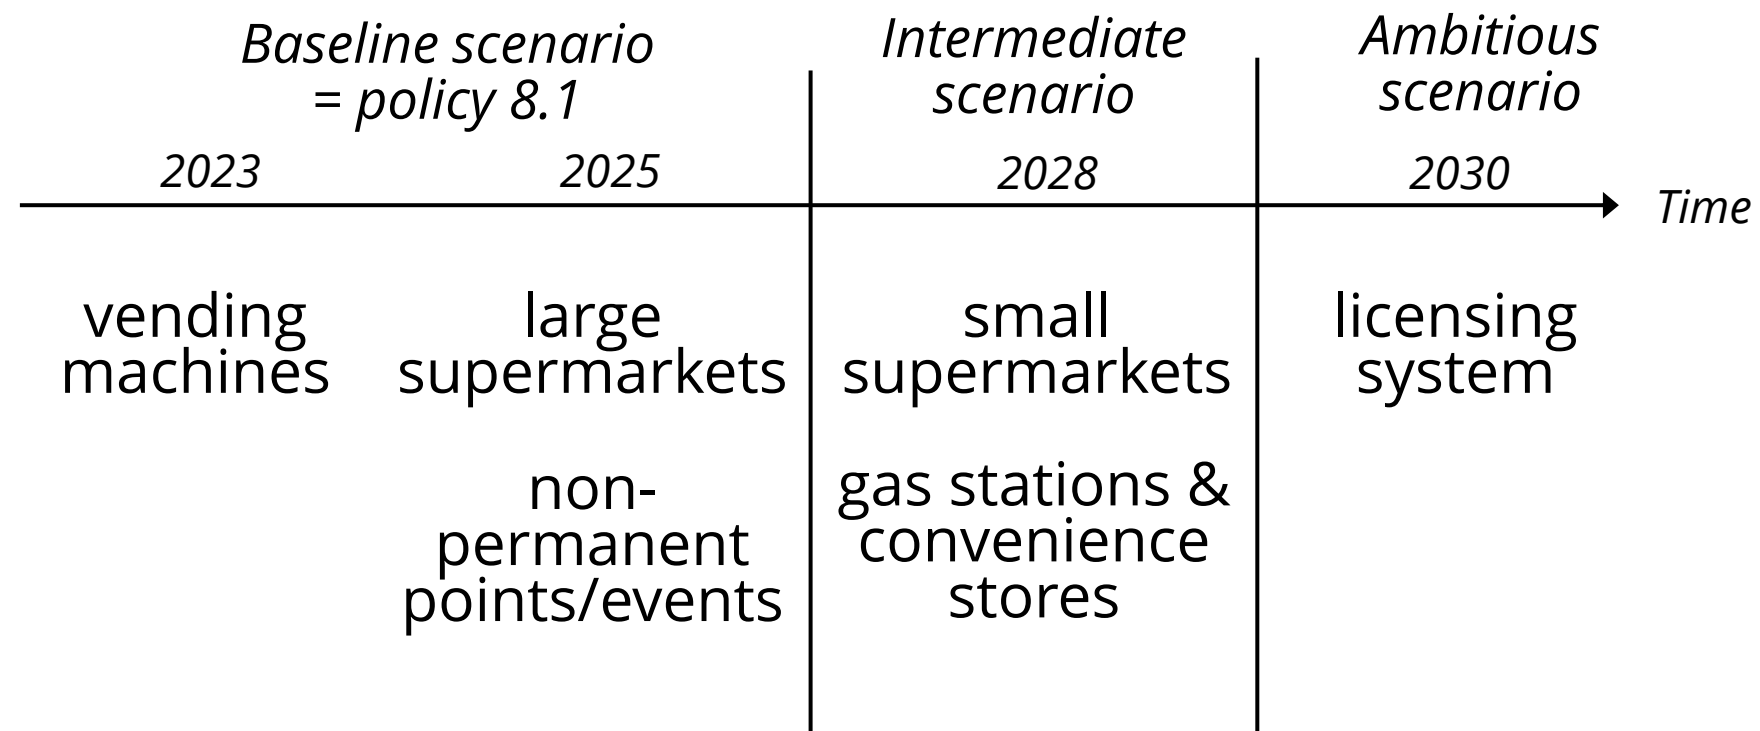 Baseline scenario
= policy 8.1
Intermediate
scenario
Ambitious
scenario
2023
2025
2028
2030
Time
vending
machines
large
supermarkets
small
supermarkets
licensing
system
non-
permanent
points/events
gas stations &
convenience
stores